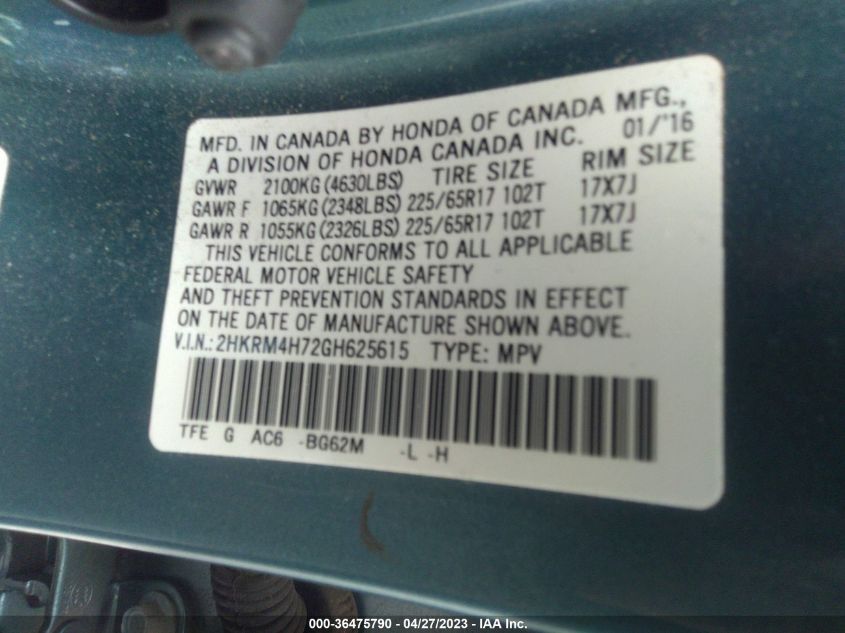 MFD. IN CANADA BY HONDA OF CANADA MFG.,
A DIVISION OF HONDA CANADA INC. 01/'16
GVWR 2100KG (4630LBS) TIRE SIZE RIM SIZE
GAWR F 1065KG (2348LBS) 225/65R17 102T 17X7J
GAWR R 1055KG (2326LBS) 225/65R17 102T 17X7J
THIS VEHICLE CONFORMS TO ALL APPLICABLE
FEDERAL MOTOR VEHICLE SAFETY
AND THEFT PREVENTION STANDARDS IN EFFECT
ON THE DATE OF MANUFACTURE SHOWN ABOVE.
V.I.N.: 2HKRM4H72GH625615 TYPE: MPV
TFE G AC6 -BG62M -L -H
000-36475790 - 04/27/2023 - IAA Inc.